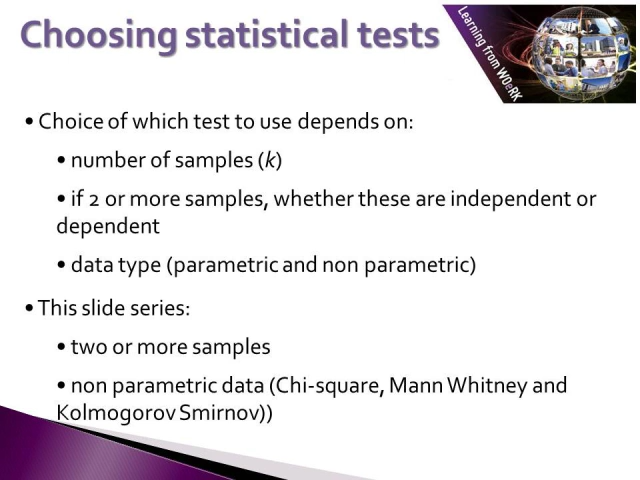 Choosing statistical tests
Learning from WOeRK
• Choice of which test to use depends on:
• number of samples (k)
• if 2 or more samples, whether these are independent or
dependent
• data type (parametric and non parametric)
• This slide series:
• two or more samples
• non parametric data (Chi-square, Mann Whitney and
Kolmogorov Smirnov))